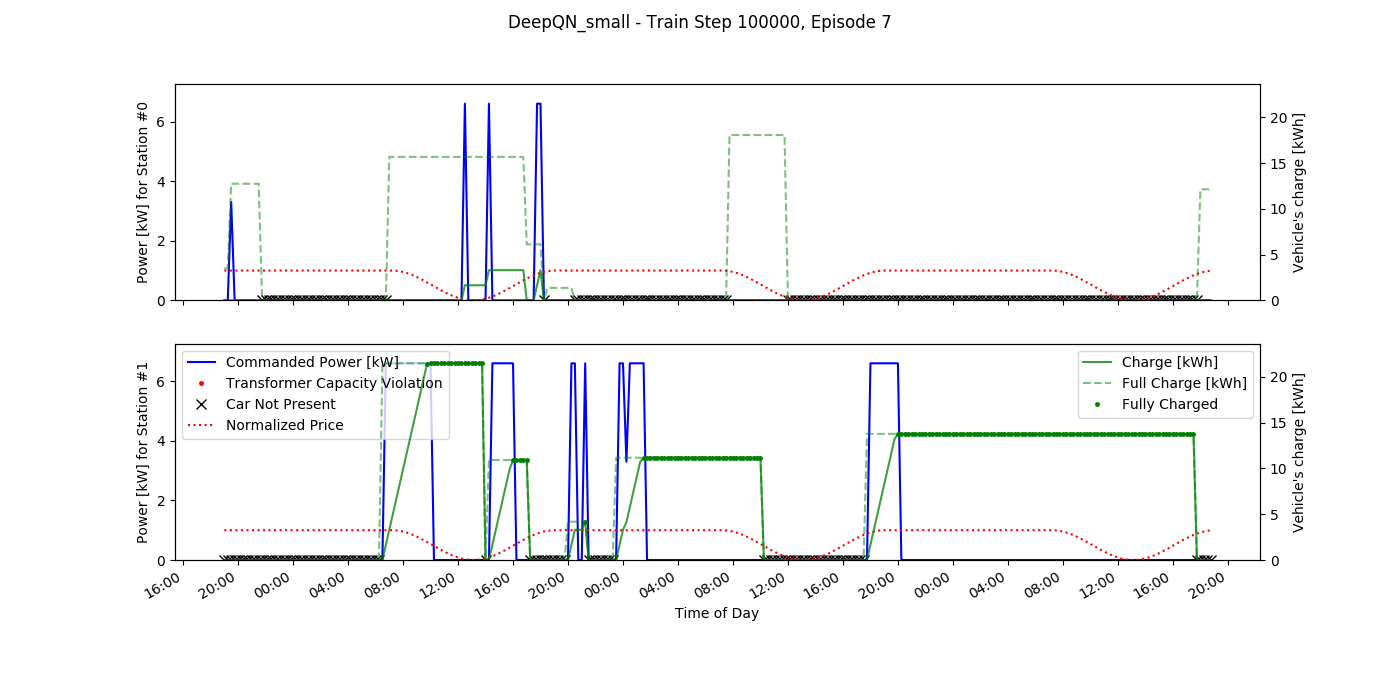 DeepQN_small - Train Step 100000, Episode 7
Power [kW] for Station #0
0
2
4
6
0
5
10
15
20
Vehicle's charge [kWh]
Power [kW] for Station #1
0
2
4
6
Commanded Power [kW]
Transformer Capacity Violation
Car Not Present
Normalized Price
Charge [kWh]
Full Charge [kWh]
Fully Charged
0
5
10
15
20
Vehicle's charge [kWh]
16:00 20:00 00:00 04:00 08:00 12:00 16:00 20:00 00:00 04:00 08:00 12:00 16:00 20:00 00:00 04:00 08:00 12:00 16:00 20:00
Time of Day